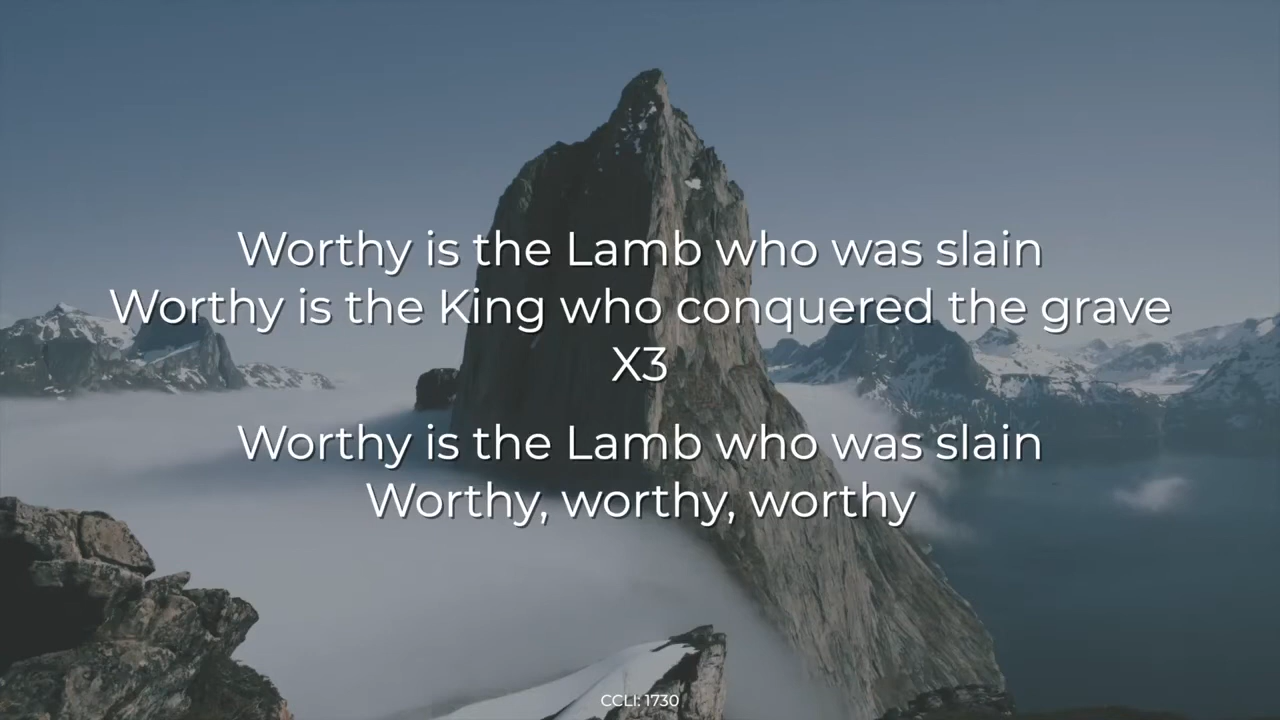 Worthy is the Lamb who was slain
Worthy is the King who conquered the grave
X3
Worthy is the Lamb who was slain
Worthy, worthy, worthy
CCLI: 1730